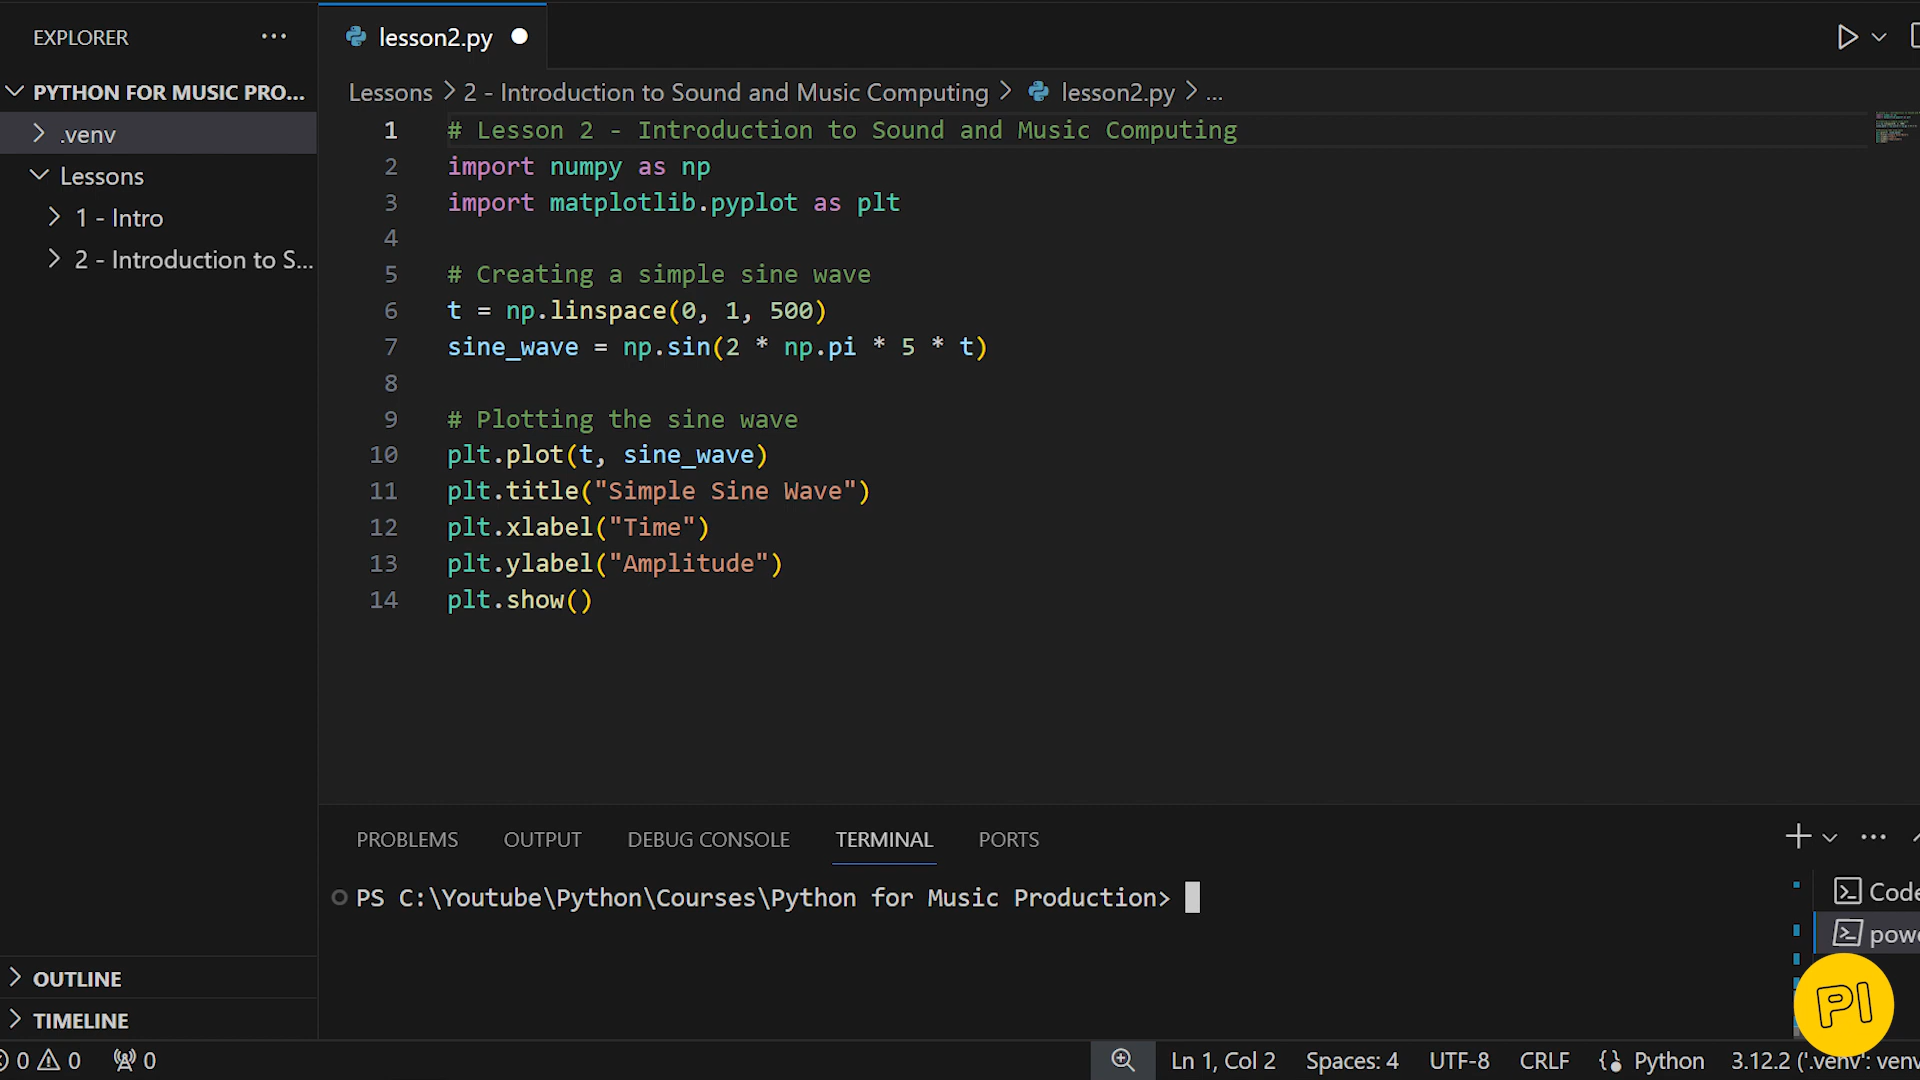 EXPLORER
lesson2.py
PYTHON FOR MUSIC PRO...
.venv
Lessons
1 - Intro
2 - Introduction to S...
Lessons > 2 - Introduction to Sound and Music Computing > lesson2.py > ...
1 # Lesson 2 - Introduction to Sound and Music Computing
2 import numpy as np
3 import matplotlib.pyplot as plt
4
5 # Creating a simple sine wave
6 t = np.linspace(0, 1, 500)
7 sine_wave = np.sin(2 * np.pi * 5 * t)
8
9 # Plotting the sine wave
10 plt.plot(t, sine_wave)
11 plt.title("Simple Sine Wave")
12 plt.xlabel("Time")
13 plt.ylabel("Amplitude")
14 plt.show()
PROBLEMS OUTPUT DEBUG CONSOLE TERMINAL PORTS
PS C:\Youtube\Python\Courses\Python for Music Production>
Code
powe
OUTLINE
TIMELINE
PI
0 0 0 Ln 1, Col 2 Spaces: 4 UTF-8 CRLF Python 3.12.2 ('.venv': venv